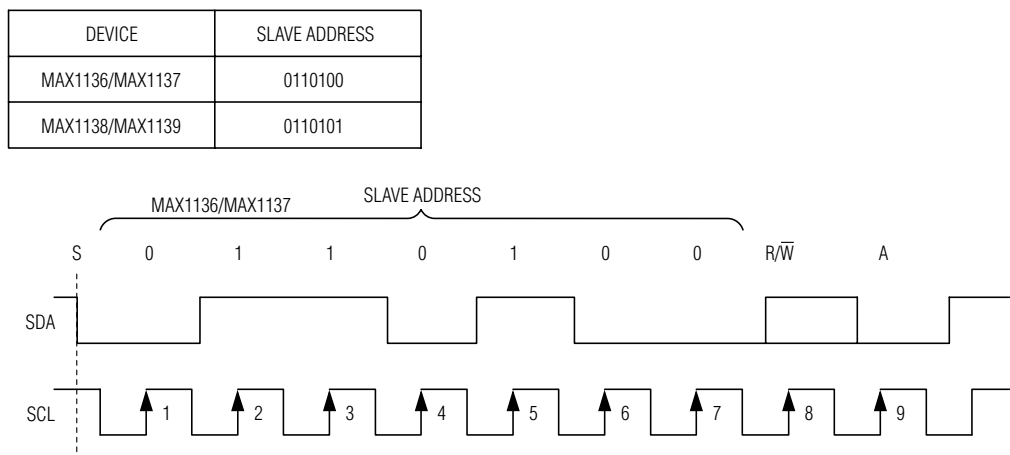 DEVICE SLAVE ADDRESS
MAX1136/MAX1137 0110100
MAX1138/MAX1139 0110101
MAX1136/MAX1137 SLAVE ADDRESS
S 0 1 1 0 1 0 0 R/W̅ A
SDA
SCL 1 2 3 4 5 6 7 8 9